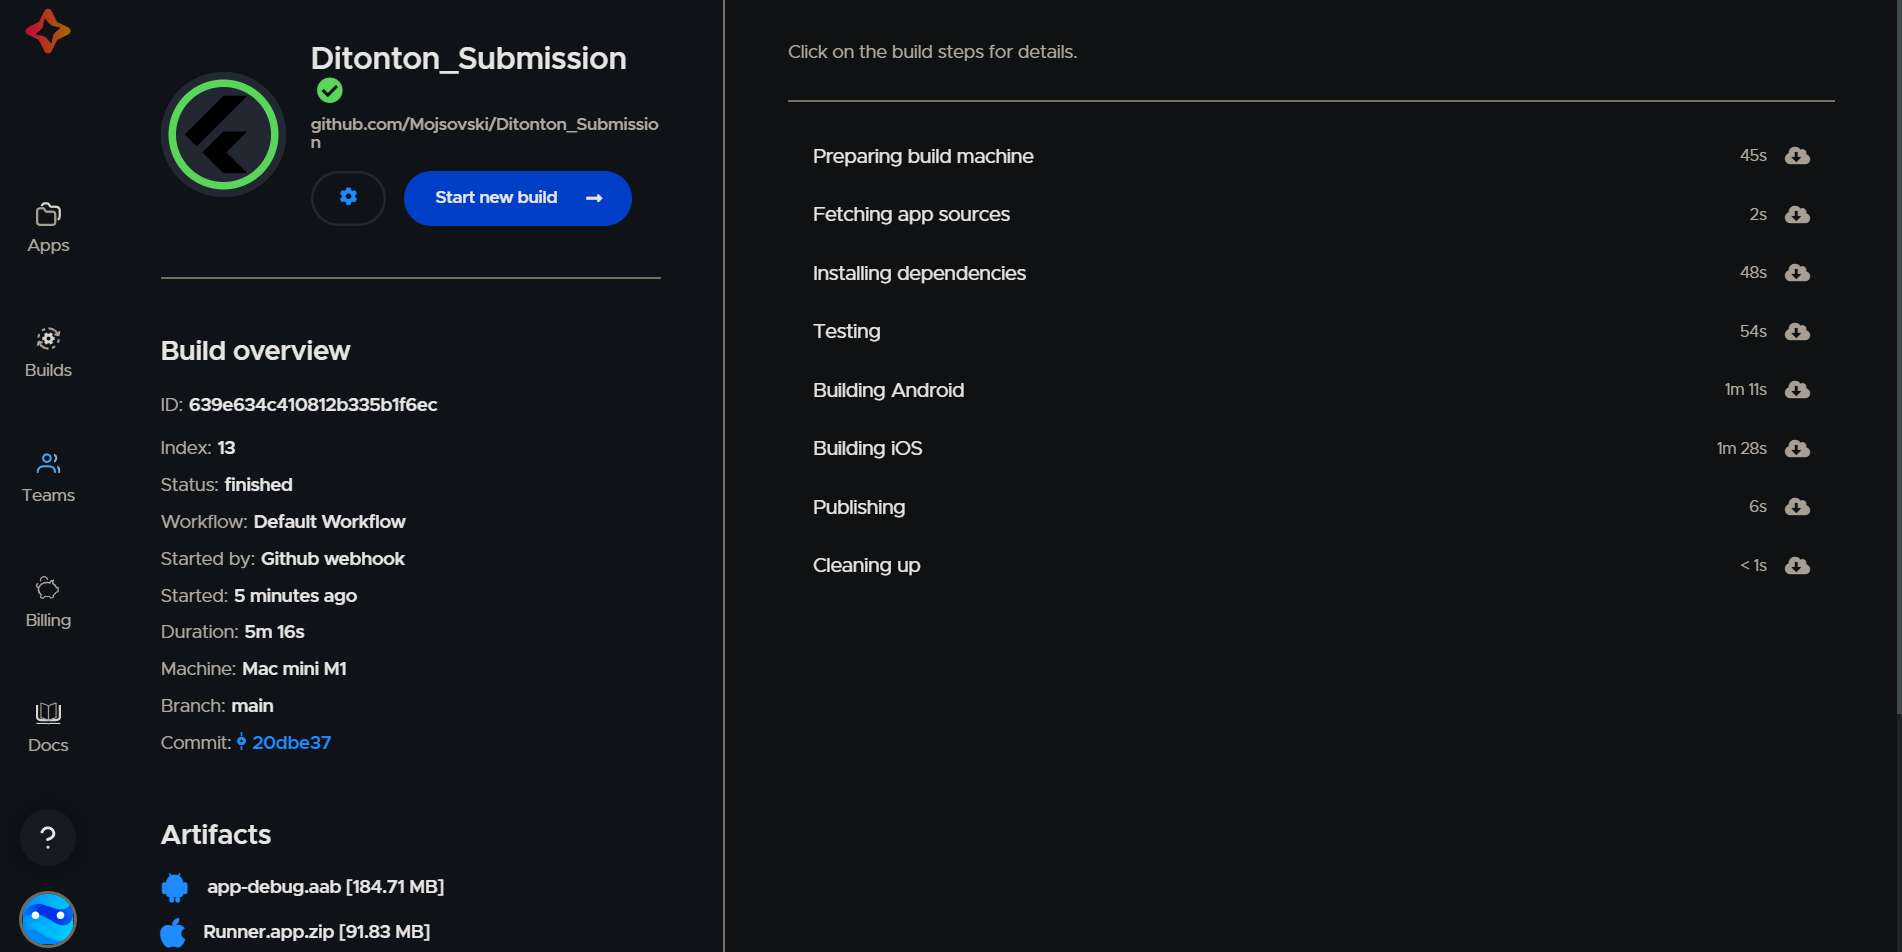 Apps
Builds
Teams
Billing
Docs
?
Ditonton_Submission
github.com/Mojsovski/Ditonton_Submissio
n
Start new build
Build overview
ID: 639e634c410812b335b1f6ec
Index: 13
Status: finished
Workflow: Default Workflow
Started by: Github webhook
Started: 5 minutes ago
Duration: 5m 16s
Machine: Mac mini M1
Branch: main
Commit: 20dbe37
Artifacts
app-debug.aab [184.71 MB]
Runner.app.zip [91.83 MB]
Click on the build steps for details.
Preparing build machine 45s
Fetching app sources 2s
Installing dependencies 48s
Testing 54s
Building Android 1m 11s
Building iOS 1m 28s
Publishing 6s
Cleaning up < 1s